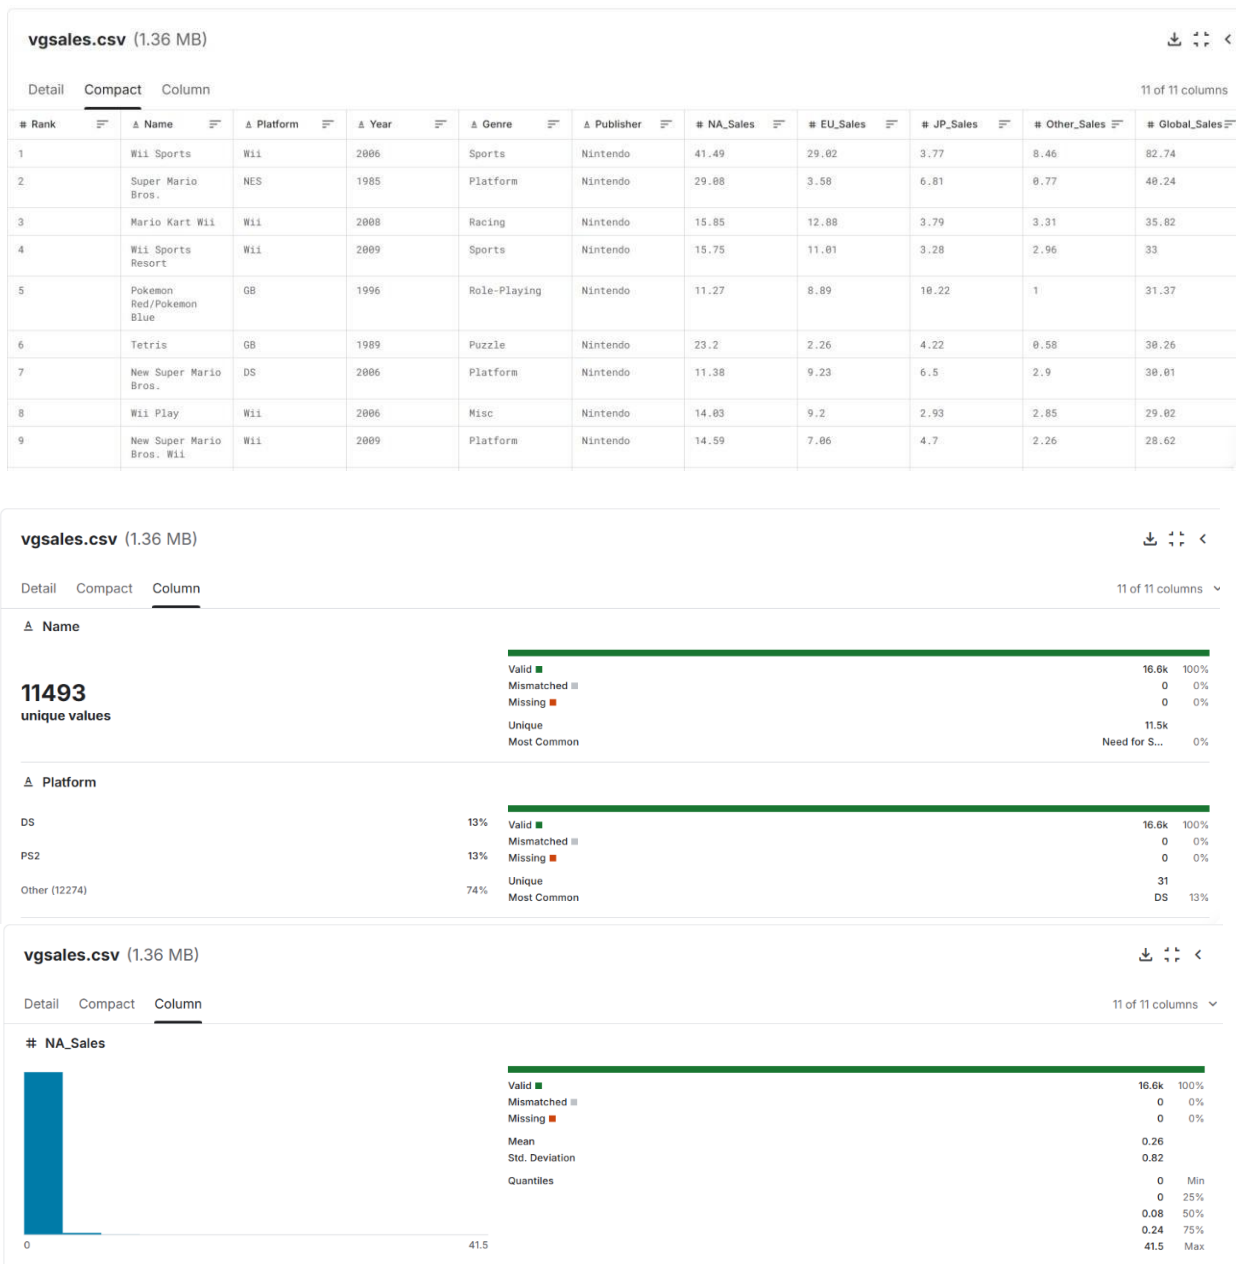 vgsales.csv (1.36 MB)
Detail Compact Column 11 of 11 columns
# Rank A Name A Platform A Year A Genre A Publisher # NA_Sales # EU_Sales # JP_Sales # Other_Sales # Global_Sales
1 Wii Sports Wii 2006 Sports Nintendo 41.49 29.02 3.77 8.46 82.74
2 Super Mario NES 1985 Platform Nintendo 29.08 3.58 6.81 0.77 40.24
Bros.
3 Mario Kart Wii Wii 2008 Racing Nintendo 15.85 12.88 3.79 3.31 35.82
4 Wii Sports Wii 2009 Sports Nintendo 15.75 11.01 3.28 2.96 33
Resort
5 Pokemon GB 1996 Role-Playing Nintendo 11.27 8.89 10.22 1 31.37
Red/Pokemon
Blue
6 Tetris GB 1989 Puzzle Nintendo 23.2 2.26 4.22 0.58 30.26
7 New Super Mario DS 2006 Platform Nintendo 11.38 9.23 6.5 2.9 30.01
Bros.
8 Wii Play Wii 2006 Misc Nintendo 14.03 9.2 2.93 2.85 29.02
9 New Super Mario Wii 2009 Platform Nintendo 14.59 7.06 4.7 2.26 28.62
Bros. Wii
vgsales.csv (1.36 MB)
Detail Compact Column 11 of 11 columns
A Name
11493
unique values
Valid 16.6k 100%
Mismatched 0 0%
Missing 0 0%
Unique 11.5k
Most Common Need for S... 0%
A Platform
DS 13%
PS2 13%
Other (12274) 74%
Valid 16.6k 100%
Mismatched 0 0%
Missing 0 0%
Unique 31
Most Common DS 13%
vgsales.csv (1.36 MB)
Detail Compact Column 11 of 11 columns
# NA_Sales
0 41.5
Valid 16.6k 100%
Mismatched 0 0%
Missing 0 0%
Mean 0.26
Std. Deviation 0.82
Quantiles 0 Min
0 25%
0.08 50%
0.24 75%
41.5 Max